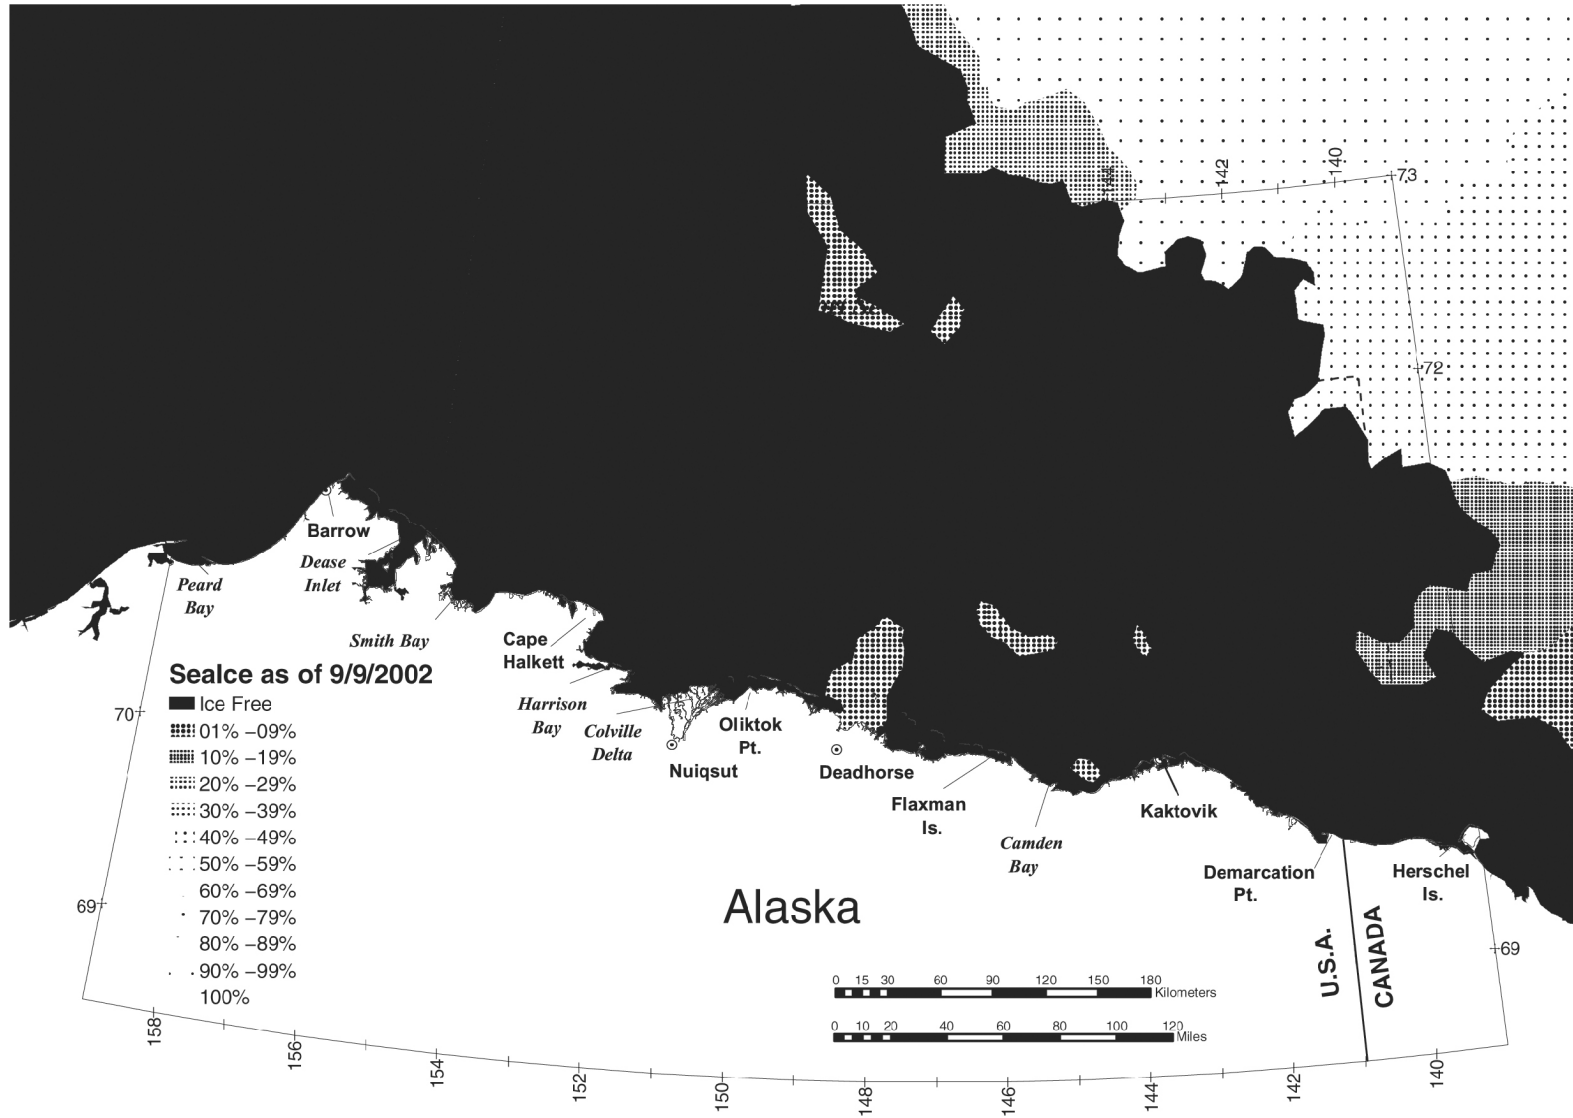 144
142
140
73
72
Barrow
Dease
Inlet
Peard
Bay
Smith Bay
Cape
Halkett
SeaIce as of 9/9/2002
Ice Free
01% –09%
10% –19%
20% –29%
30% –39%
40% –49%
50% –59%
60% –69%
70% –79%
80% –89%
90% –99%
100%
Harrison
Bay
Colville
Delta
Oliktok
Pt.
Nuiqsut
Deadhorse
Flaxman
Is.
Camden
Bay
Kaktovik
Demarcation
Pt.
Herschel
Is.
70
69
Alaska
U.S.A.
CANADA
69
0 15 30 60 90 120 150 180
Kilometers
0 10 20 40 60 80 100 120
Miles
158
156
154
152
150
148
146
144
142
140